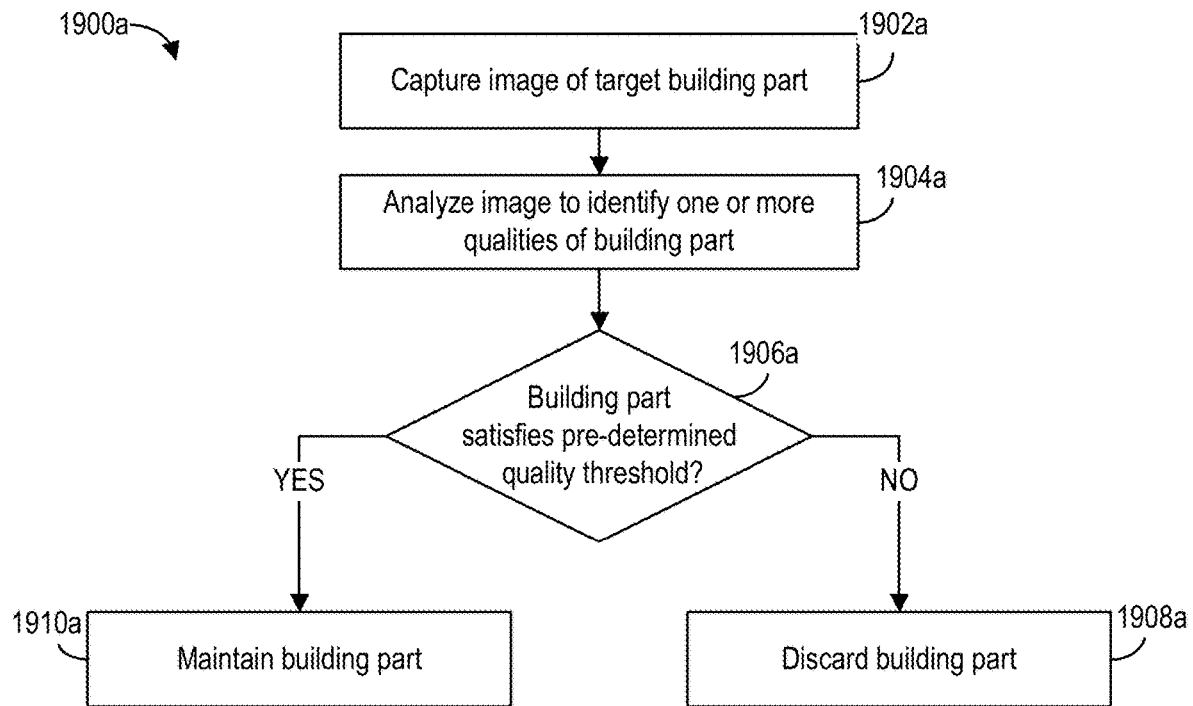 1900a
1902a
Capture image of target building part
1904a
Analyze image to identify one or more
qualities of building part
1906a
Building part
satisfies pre-determined
quality threshold?
YES
NO
1910a
Maintain building part
1908a
Discard building part